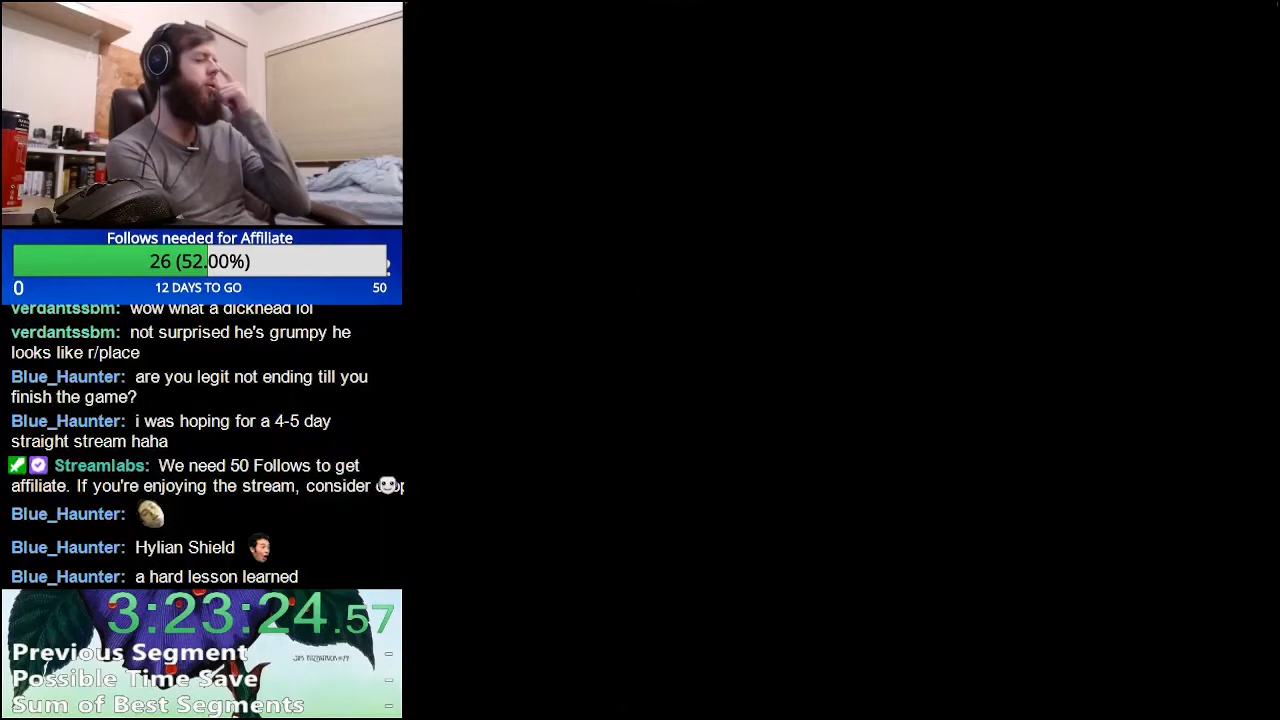 Follows needed for Affiliate
26 (52.00%)
0
12 DAYS TO GO
50
verdantssbm: wow what a dickhead lol
verdantssbm: not surprised he's grumpy he
looks like r/place
Blue_Haunter: are you legit not ending till you
finish the game?
Blue_Haunter: i was hoping for a 4-5 day
straight stream haha
Streamlabs: We need 50 Follows to get
affiliate. If you're enjoying the stream, consider
Blue_Haunter:
Blue_Haunter: Hylian Shield
Blue_Haunter: a hard lesson learned
3:23:24.57
Previous Segment -
Possible Time Save -
Sum of Best Segments -